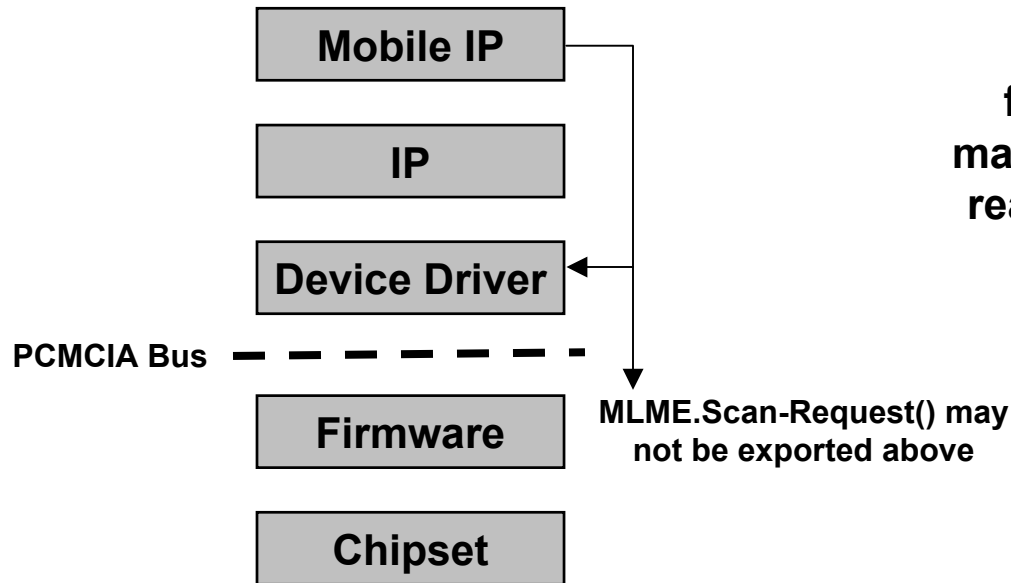 Mobile IP
IP
Device Driver
PCMCIA Bus
Firmware
MLME.Scan-Request() may
not be exported above
Chipset